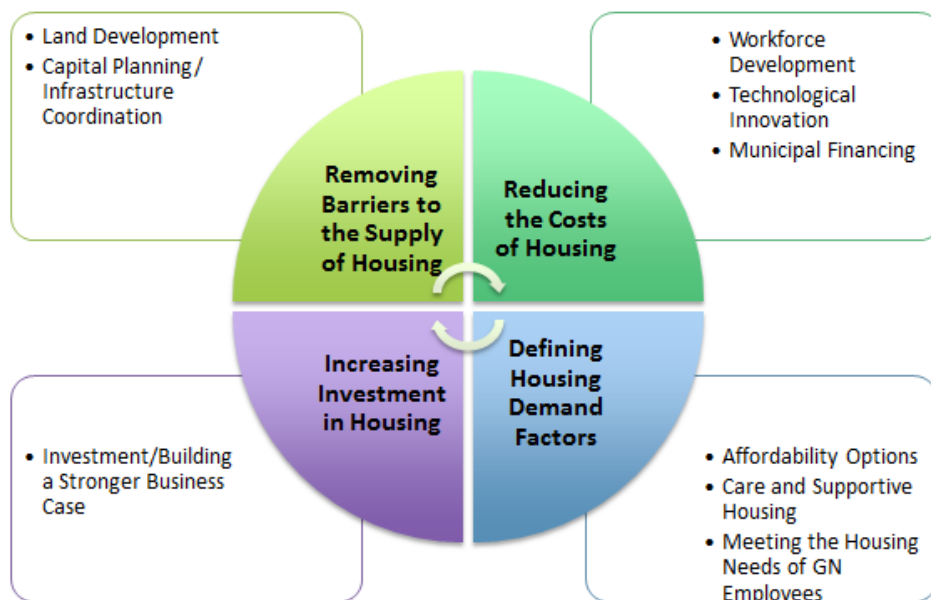 • Land Development
• Capital Planning/
Infrastructure
Coordination
Removing
Barriers to
the Supply
of Housing
• Workforce
Development
• Technological
Innovation
• Municipal Financing
Reducing
the Costs
of Housing
Increasing
Investment
in Housing
• Investment/Building
a Stronger Business
Case
Defining
Housing
Demand
Factors
• Affordability Options
• Care and Supportive
Housing
• Meeting the Housing
Needs of GN
Employees